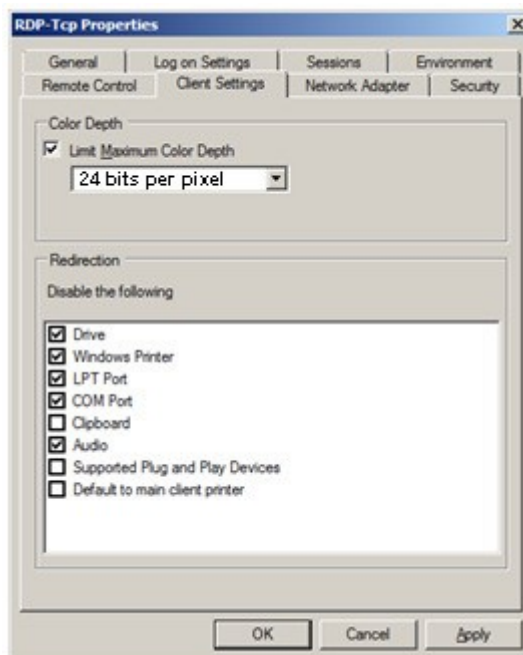 RDP-Tcp Properties
General Log on Settings Sessions Environment
Remote Control Client Settings Network Adapter Security
Color Depth
Limit Maximum Color Depth
24 bits per pixel
Redirection
Disable the following
Drive
Windows Printer
LPT Port
COM Port
Clipboard
Audio
Supported Plug and Play Devices
Default to main client printer
OK Cancel Apply